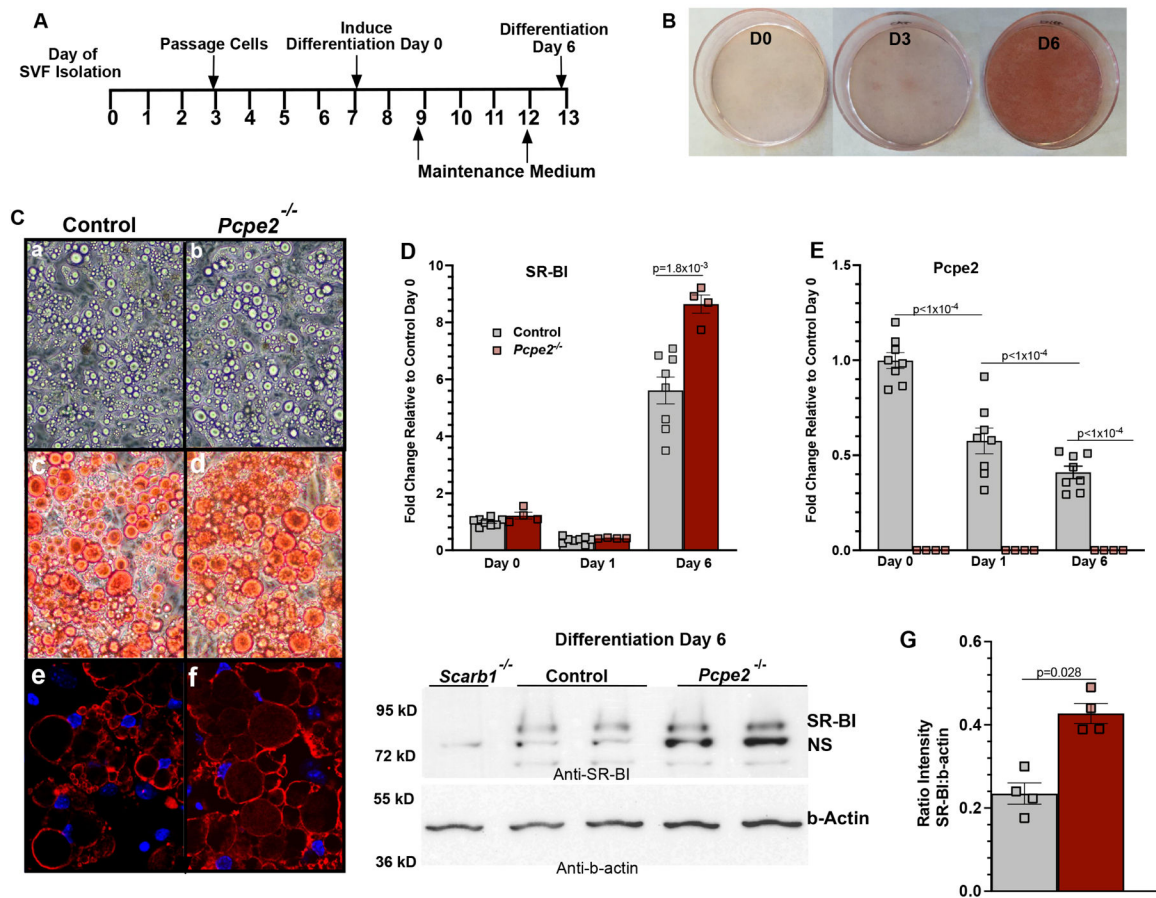 A
Day of
SVF Isolation
Passage Cells
Induce
Differentiation Day 0
Differentiation
Day 6
0 1 2 3 4 5 6 7 8 9 10 11 12 13
Maintenance Medium
B
D0
D3
D6
C
Control
Pcpe2-/-
a
b
c
d
e
f
D
SR-BI
p=1.8x10-3
Fold Change Relative to Control Day 0
10
8
6
4
2
0
Control
Pcpe2-/-
Day 0
Day 1
Day 6
E
Pcpe2
Fold Change Relative to Control Day 0
1.5
1.0
0.5
0.0
p<1x10-4
p<1x10-4
p<1x10-4
Day 0
Day 1
Day 6
Differentiation Day 6
Scarb1-/-
Control
Pcpe2-/-
95 kD
72 kD
55 kD
36 kD
SR-BI
NS
Anti-SR-BI
b-Actin
Anti-b-actin
G
Ratio Intensity
SR-BI:b-actin
0.6
0.4
0.2
0.0
p=0.028